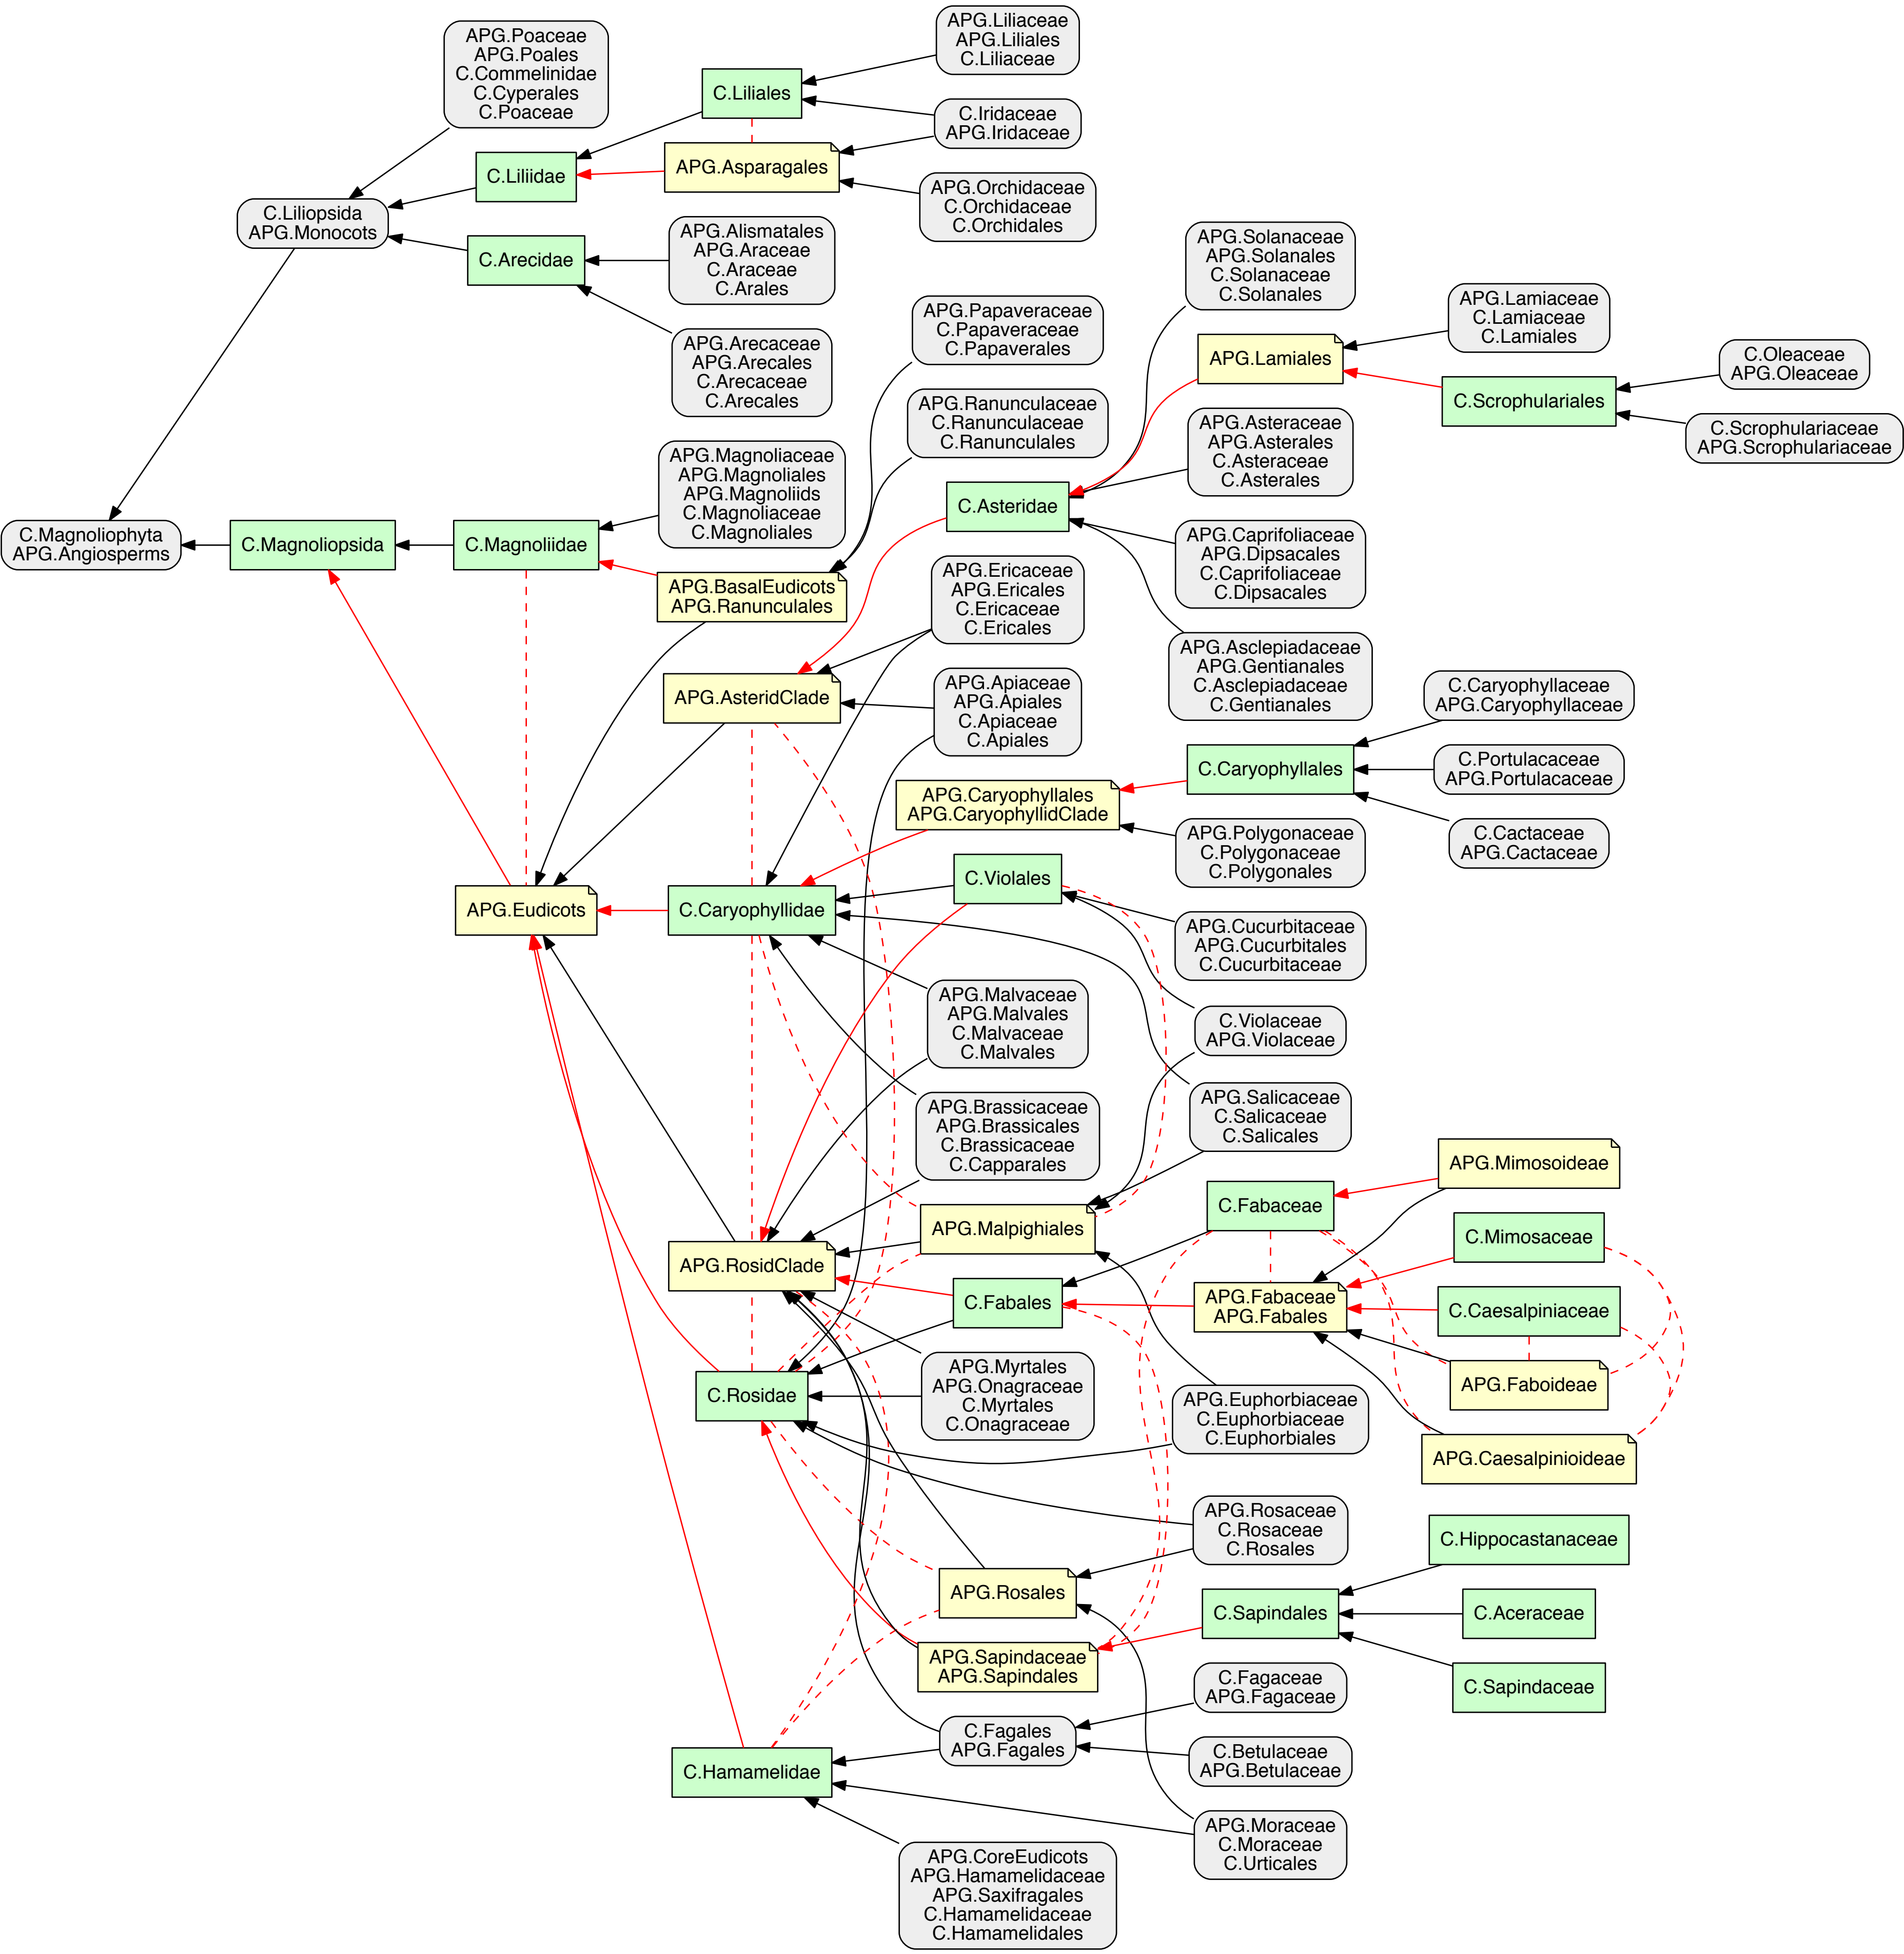 APG.Poaceae
APG.Poales
C.Commelinidae
C.Cyperales
C.Poaceae
C.Liliales
APG.Liliaceae
APG.Liliales
C.Liliaceae
C.Iridaceae
APG.Iridaceae
C.Liliidae
APG.Asparagales
APG.Orchidaceae
C.Orchidaceae
C.Orchidales
C.Liliopsida
APG.Monocots
C.Arecidae
APG.Alismatales
APG.Araceae
C.Araceae
C.Arales
APG.Arecaceae
APG.Arecales
C.Arecaceae
C.Arecales
APG.Papaveraceae
C.Papaveraceae
C.Papaverales
APG.Ranunculaceae
C.Ranunculaceae
C.Ranunculales
APG.Solanaceae
APG.Solanales
C.Solanaceae
C.Solanales
APG.Lamiales
APG.Lamiaceae
C.Lamiaceae
C.Lamiales
C.Scrophulariales
C.Oleaceae
APG.Oleaceae
C.Scrophulariaceae
APG.Scrophulariaceae
APG.Asteraceae
APG.Asterales
C.Asteraceae
C.Asterales
C.Asteridae
APG.Magnoliaceae
APG.Magnoliales
APG.Magnoliids
C.Magnoliaceae
C.Magnoliales
C.Magnoliophyta
APG.Angiosperms
C.Magnoliopsida
C.Magnoliidae
APG.BasalEudicots
APG.Ranunculales
APG.Caprifoliaceae
APG.Dipsacales
C.Caprifoliaceae
C.Dipsacales
APG.Ericaceae
APG.Ericales
C.Ericaceae
C.Ericales
APG.Asclepiadaceae
APG.Gentianales
C.Asclepiadaceae
C.Gentianales
APG.AsteridClade
APG.Apiaceae
APG.Apiales
C.Apiaceae
C.Apiales
C.Caryophyllaceae
APG.Caryophyllaceae
C.Caryophyllales
C.Portulacaceae
APG.Portulacaceae
APG.Caryophyllales
APG.CaryophyllidClade
C.Cactaceae
APG.Cactaceae
APG.Polygonaceae
C.Polygonaceae
C.Polygonales
C.Violales
APG.Eudicots
C.Caryophyllidae
APG.Cucurbitaceae
APG.Cucurbitales
C.Cucurbitaceae
APG.Malvaceae
APG.Malvales
C.Malvaceae
C.Malvales
C.Violaceae
APG.Violaceae
APG.Brassicaceae
APG.Brassicales
C.Brassicaceae
C.Capparales
APG.Salicaceae
C.Salicaceae
C.Salicales
APG.Mimosoideae
C.Fabaceae
APG.Malpighiales
C.Mimosaceae
APG.RosidClade
C.Fabales
APG.Fabaceae
APG.Fabales
C.Caesalpiniaceae
APG.Faboideae
C.Rosidae
APG.Myrtales
APG.Onagraceae
C.Myrtales
C.Onagraceae
APG.Euphorbiaceae
C.Euphorbiaceae
C.Euphorbiales
APG.Caesalpinioideae
APG.Rosaceae
C.Rosaceae
C.Rosales
C.Hippocastanaceae
APG.Rosales
C.Sapindales
C.Aceraceae
APG.Sapindaceae
APG.Sapindales
C.Sapindaceae
C.Fagaceae
APG.Fagaceae
C.Fagales
APG.Fagales
C.Betulaceae
APG.Betulaceae
C.Hamamelidae
APG.Moraceae
C.Moraceae
C.Urticales
APG.CoreEudicots
APG.Hamamelidaceae
APG.Saxifragales
C.Hamamelidaceae
C.Hamamelidales